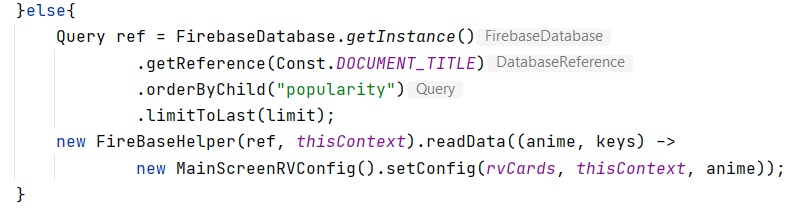 }else{
Query ref = FirebaseDatabase.getInstance() FirebaseDatabase
.getReference(Const.DOCUMENT_TITLE) DatabaseReference
.orderByChild("popularity") Query
.limitToLast(limit);
new FireBaseHelper(ref, thisContext).readData((anime, keys) ->
new MainScreenRVConfig().setConfig(rvCards, thisContext, anime));
}